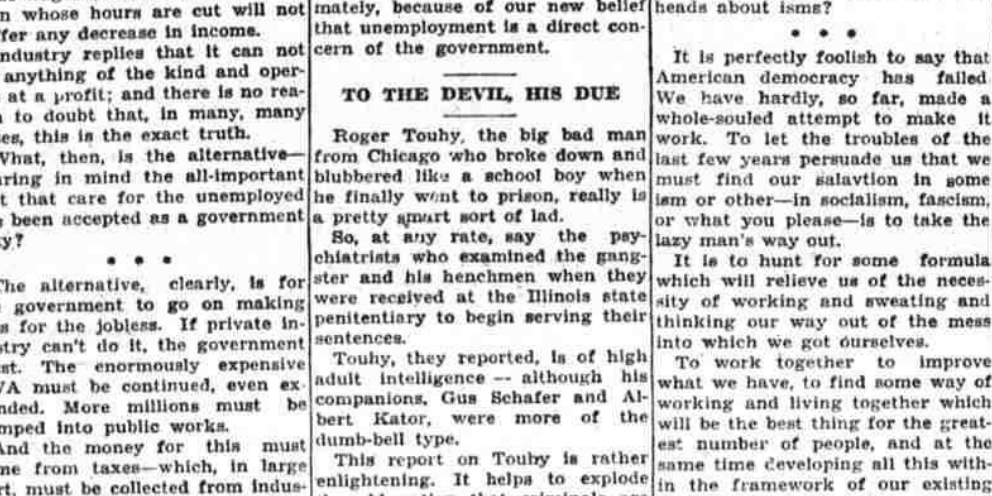 n whose hours are cut will not
fer any decrease in income.
ndustry replies that it can not
anything of the kind and oper-
at a profit; and there is no rea-
to doubt that, in many, many
es, this is the exact truth.
What, then, is the alternative—
aring in mind the all-important
t that care for the unemployed
been accepted as a government
y?
• • •
The alternative, clearly, is for
government to go on making
s for the jobless. If private in-
stry can't do it, the government
st. The enormously expensive
VA must be continued, even ex-
nded. More millions must be
mped into public works.
And the money for this must
me from taxes—which, in large
rt, must be collected from indus-
mately, because of our new belief
that unemployment is a direct con-
cern of the government.
TO THE DEVIL, HIS DUE
Roger Touhy, the big bad man
from Chicago who broke down and
blubbered like a school boy when
he finally went to prison, really is
a pretty smart sort of lad.
So, at any rate, say the psy-
chiatrists who examined the gang-
ster and his henchmen when they
were received at the Illinois state
penitentiary to begin serving their
sentences.
Touhy, they reported, is of high
adult intelligence -- although his
companions, Gus Schafer and Al-
bert Kator, were more of the
dumb-bell type.
This report on Touhy is rather
enlightening. It helps to explode
heads about isms?
• • •
It is perfectly foolish to say that
American democracy has failed
We have hardly, so far, made a
whole-souled attempt to make it
work. To let the troubles of the
last few years persuade us that we
must find our salavtion in some
ism or other—in socialism, fascism,
or what you please—is to take the
lazy man's way out.
It is to hunt for some formula
which will relieve us of the neces-
sity of working and sweating and
thinking our way out of the mess
into which we got ourselves.
To work together to improve
what we have, to find some way of
working and living together which
will be the best thing for the great-
est number of people, and at the
same time developing all this with-
in the framework of our existing